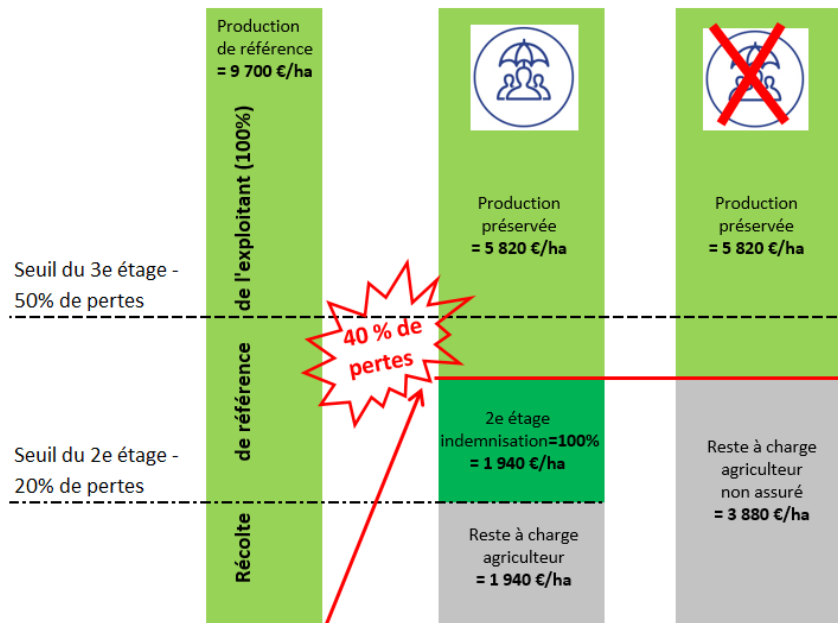 Production
de référence
= 9 700 €/ha
Récolte de référence de l'exploitant (100%)
Seuil du 3e étage -
50% de pertes
Seuil du 2e étage -
20% de pertes
40 % de
pertes
Production
préservée
= 5 820 €/ha
2e étage
indemnisation=100%
= 1 940 €/ha
Reste à charge
agriculteur
= 1 940 €/ha
Production
préservée
= 5 820 €/ha
Reste à charge
agriculteur
non assuré
= 3 880 €/ha